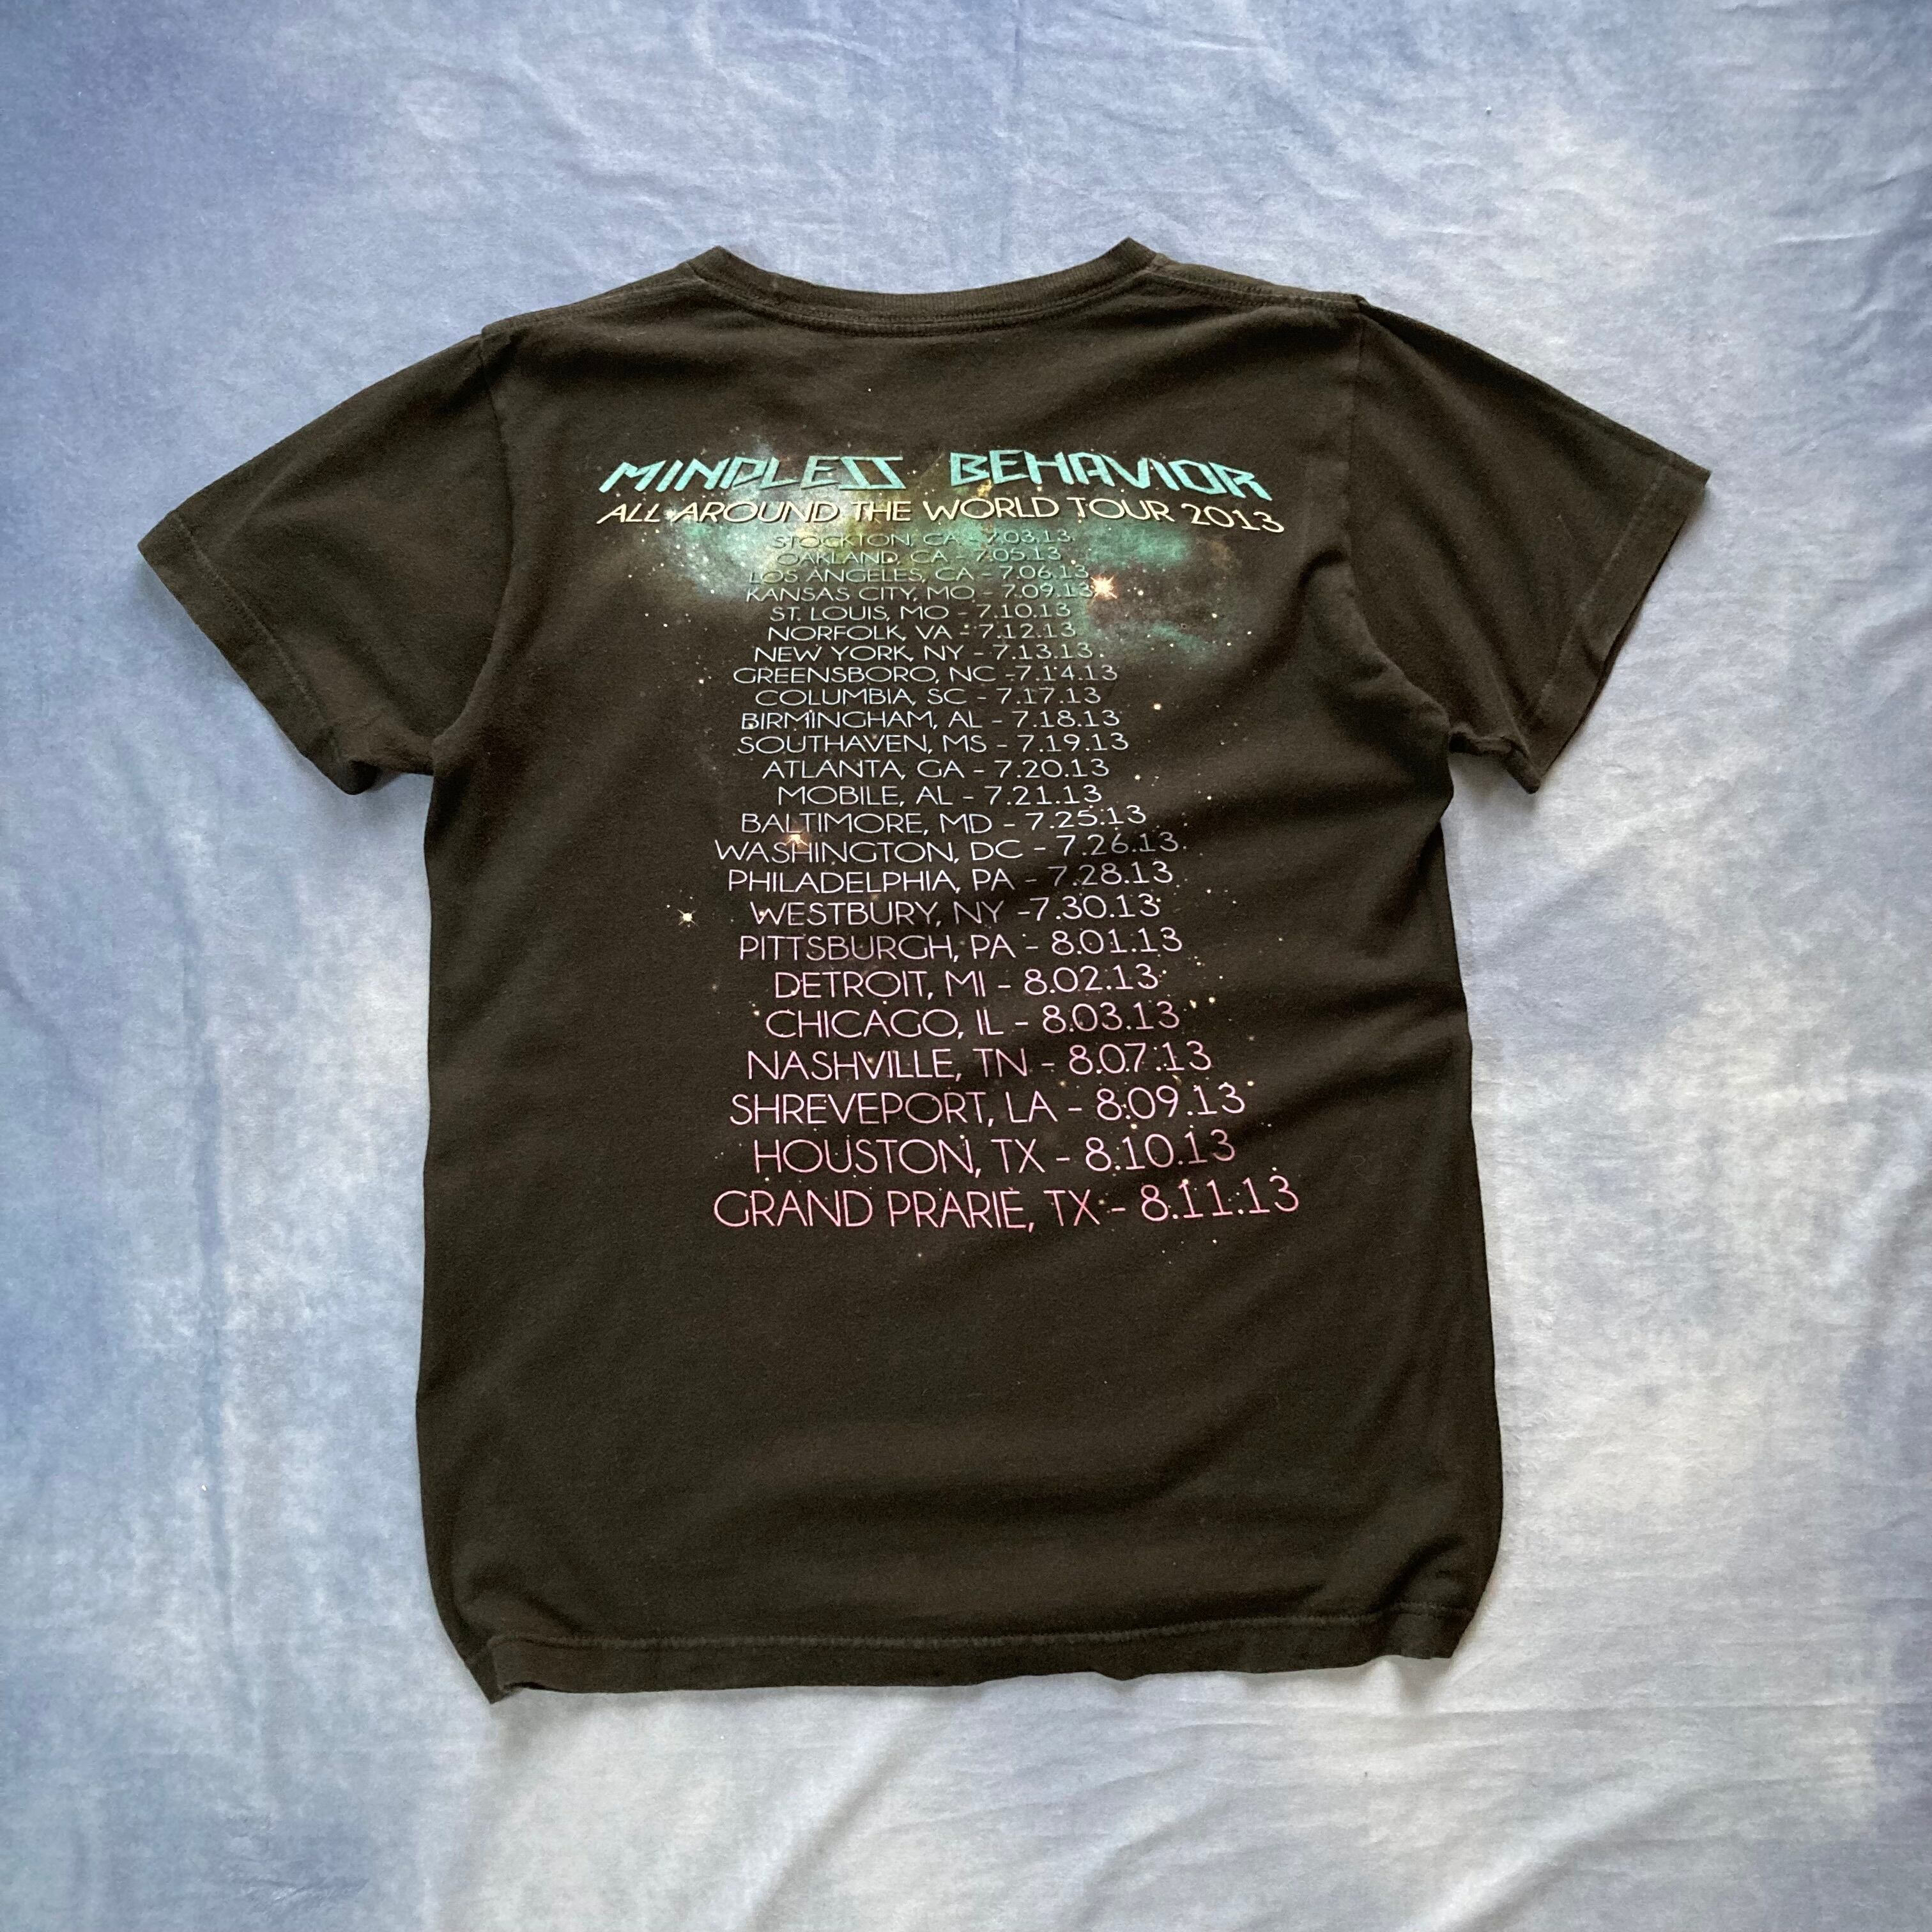 MINDLESS BEHAVIOR
ALL AROUND THE WORLD TOUR 2013
STOCKTON, CA - 7.03.13
OAKLAND, CA - 7.05.13
LOS ANGELES, CA - 7.06.13
KANSAS CITY, MO - 7.09.13
ST. LOUIS, MO - 7.10.13
NORFOLK, VA - 7.12.13
NEW YORK, NY - 7.13.13
GREENSBORO, NC -7.14.13
COLUMBIA, SC - 7.17.13
BIRMINGHAM, AL - 7.18.13
SOUTHAVEN, MS - 7.19.13
ATLANTA, GA - 7.20.13
MOBILE, AL - 7.21.13
BALTIMORE, MD - 7.25.13
WASHINGTON, DC - 7.26.13
PHILADELPHIA, PA - 7.28.13
WESTBURY, NY -7.30.13
PITTSBURGH, PA - 8.01.13
DETROIT, MI - 8.02.13
CHICAGO, IL - 8.03.13
NASHVILLE, TN - 8.07.13
SHREVEPORT, LA - 8.09.13
HOUSTON, TX - 8.10.13
GRAND PRARIE, TX - 8.11.13